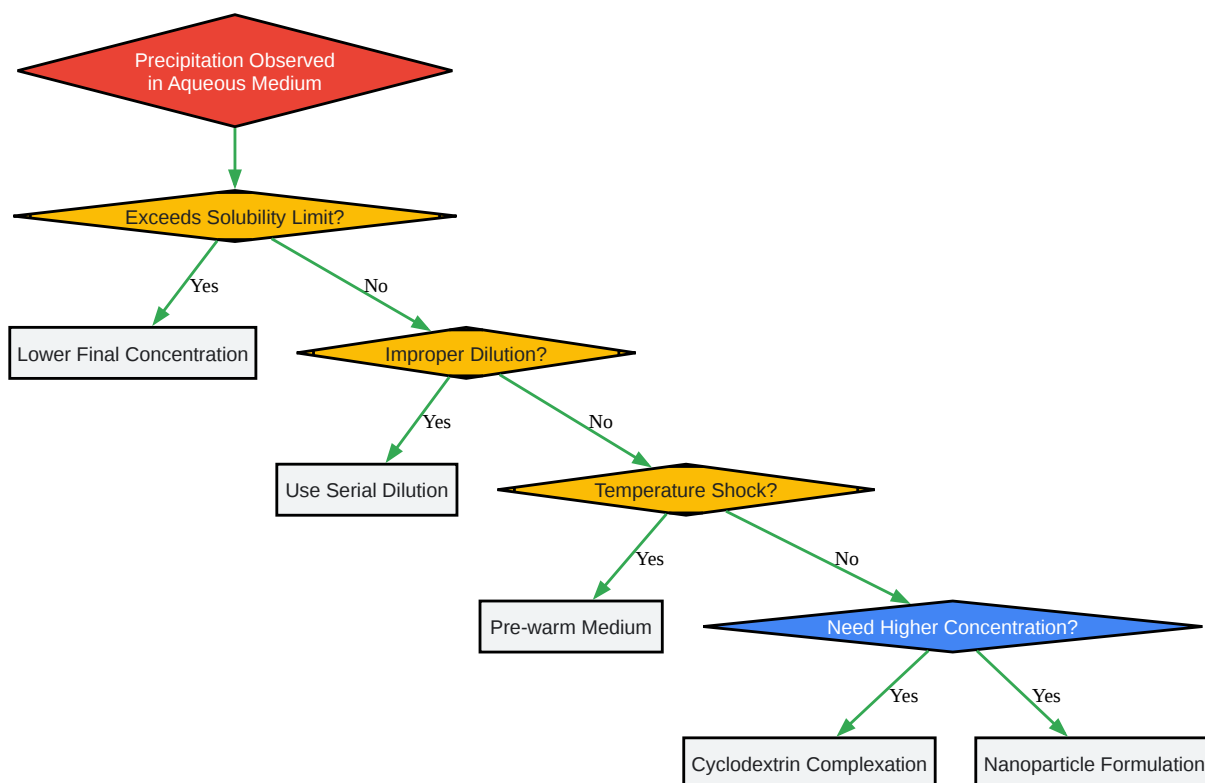 Precipitation Observed
in Aqueous Medium
Exceeds Solubility Limit?
Yes
No
Lower Final Concentration
Improper Dilution?
Yes
No
Use Serial Dilution
Temperature Shock?
Yes
No
Pre-warm Medium
Need Higher Concentration?
Yes
Yes
Cyclodextrin Complexation
Nanoparticle Formulation